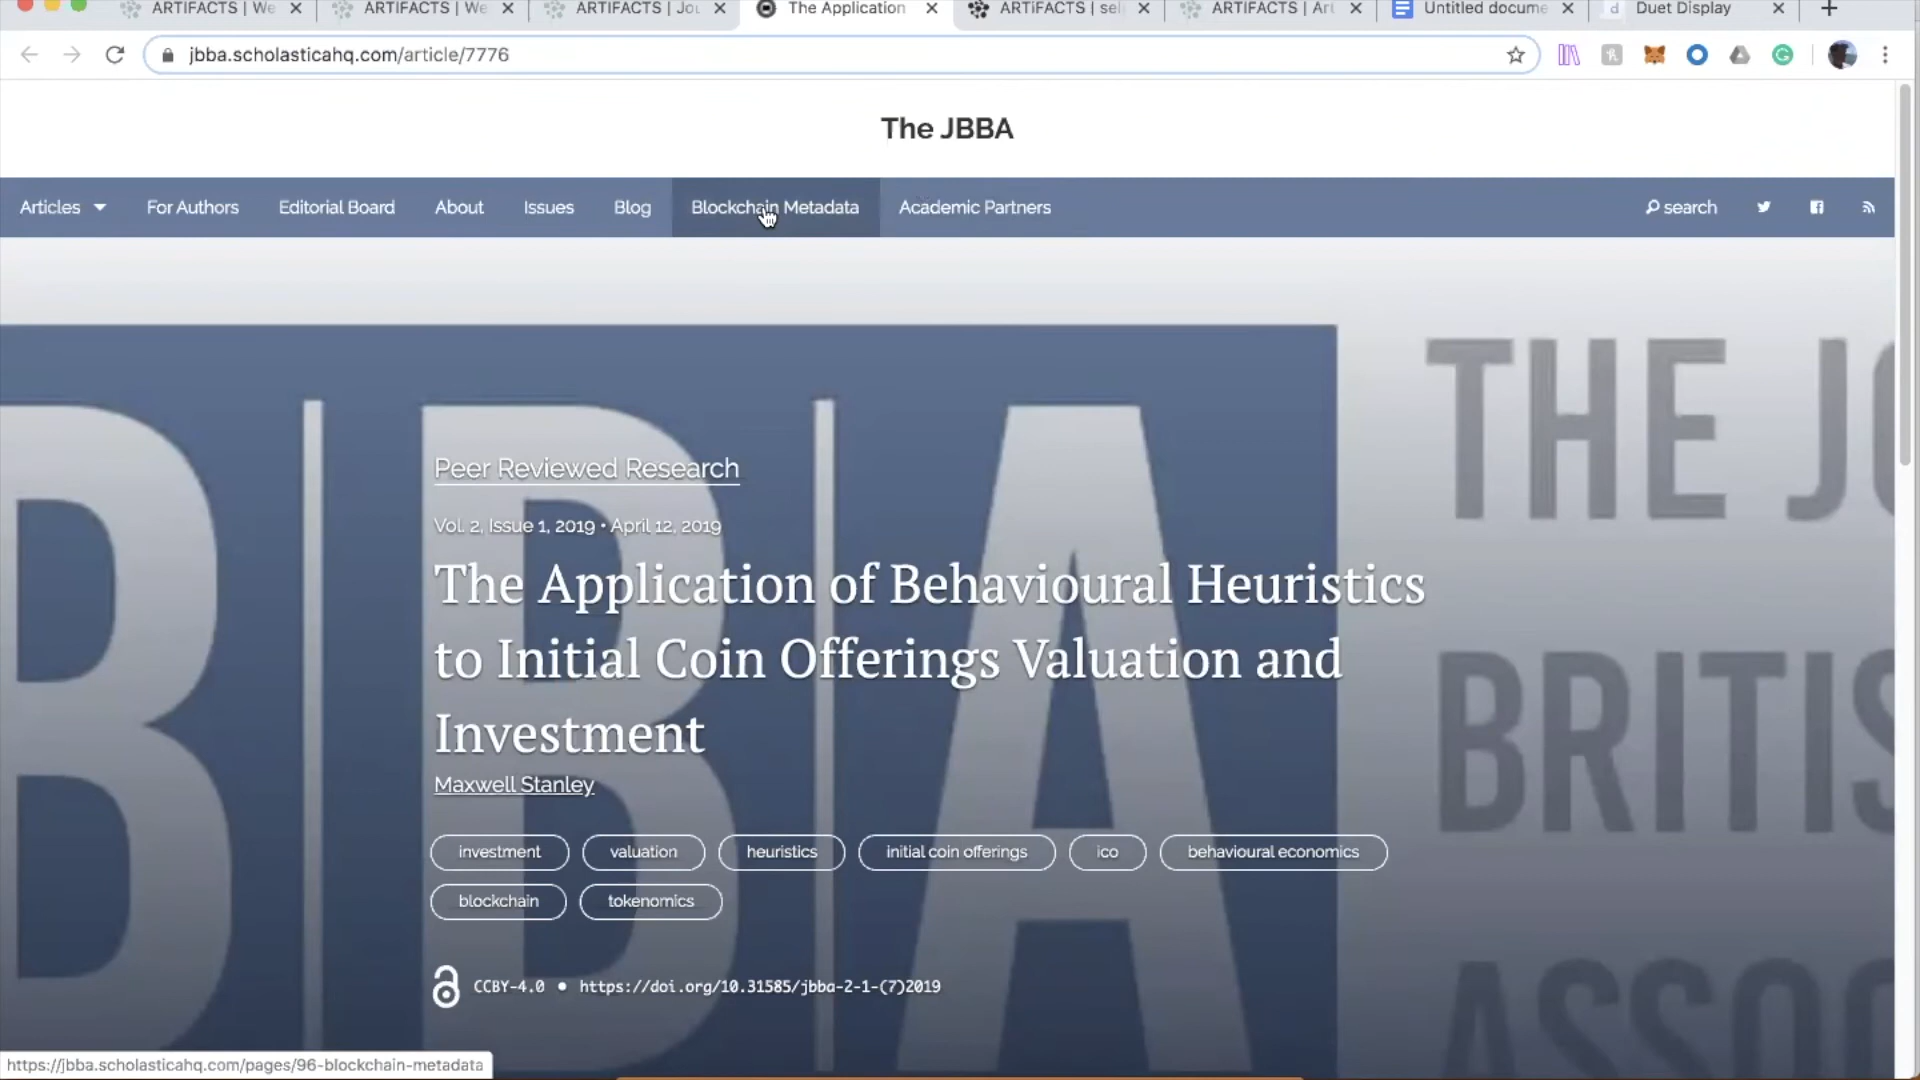 ARTIFACTS | We
ARTIFACTS | We
ARTIFACTS | Jou
The Application
ARTIFACTS | sel
ARTIFACTS | Art
Untitled docume
Duet Display
jbba.scholasticahq.com/article/7776
The JBBA
Articles For Authors Editorial Board About Issues Blog Blockchain Metadata Academic Partners search
THE JO
BRITIS
ASSOC
B B A
Peer Reviewed Research
Vol. 2, Issue 1, 2019 • April 12, 2019
The Application of Behavioural Heuristics
to Initial Coin Offerings Valuation and
Investment
Maxwell Stanley
investment valuation heuristics initial coin offerings ico behavioural economics
blockchain tokenomics
CCBY-4.0 • https://doi.org/10.31585/jbba-2-1-(7)2019
https://jbba.scholasticahq.com/pages/96-blockchain-metadata